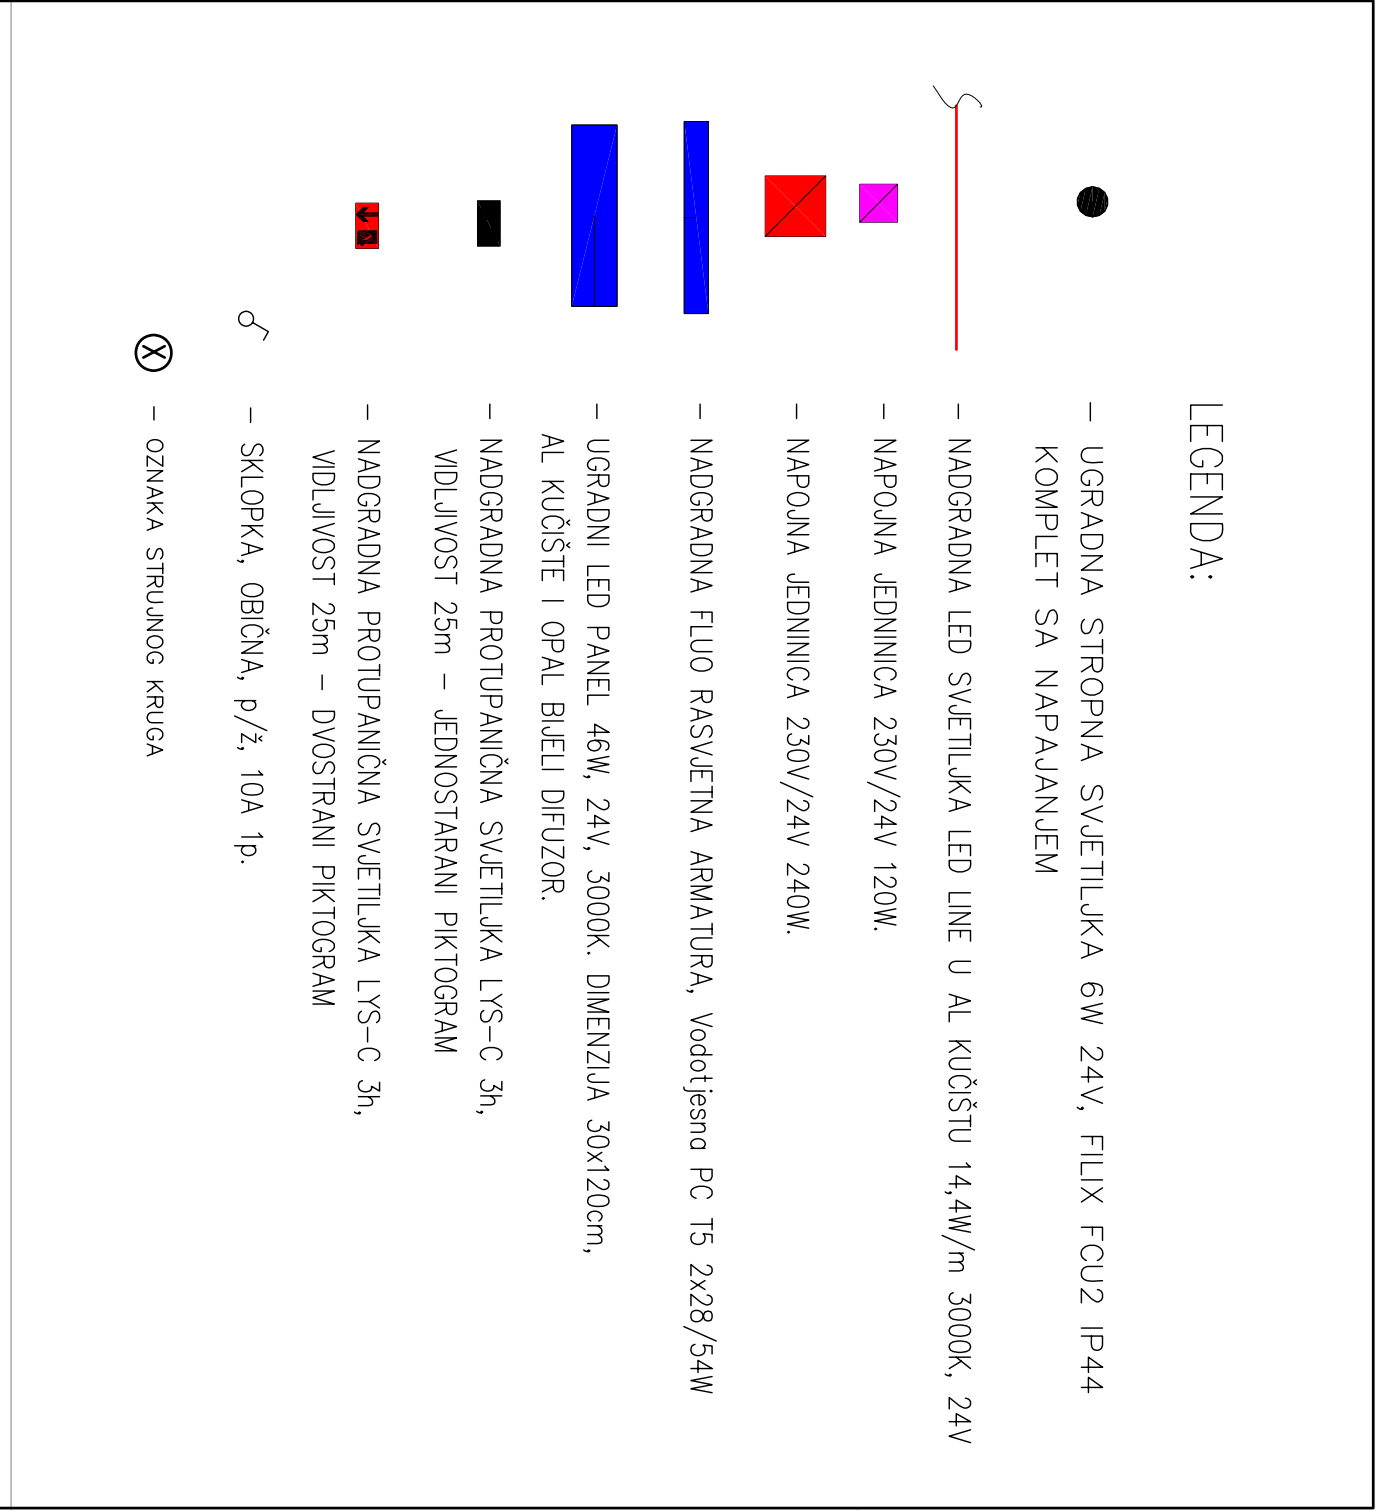 LEGENDA:
– UGRADNA STROPNA SVJETILJKA 6W 24V, FILIX FCU2 IP44
KOMPLET SA NAPAJANJEM
– NADGRADNA LED SVJETILJKA LED LINE U AL KUČIŠTU 14,4W/m 3000K, 24V
– NAPOJNA JEDNINICA 230V/24V 120W.
– NAPOJNA JEDNINICA 230V/24V 240W.
– NADGRADNA FLUO RASVJETNA ARMATURA, Vodotjesna PC T5 2x28/54W
– UGRADNI LED PANEL 46W, 24V, 3000K. DIMENZIJA 30x120cm,
AL KUČIŠTE I OPAL BIJELI DIFUZOR.
– NADGRADNA PROTUPANIČNA SVJETILJKA LYS–C 3h,
VIDLJIVOST 25m – JEDNOSTARANI PIKTOGRAM
– NADGRADNA PROTUPANIČNA SVJETILJKA LYS–C 3h,
VIDLJIVOST 25m – DVOSTRANI PIKTOGRAM
– SKLOPKA, OBIČNA, p/ž, 10A 1p.
X – OZNAKA STRUJNOG KRUGA